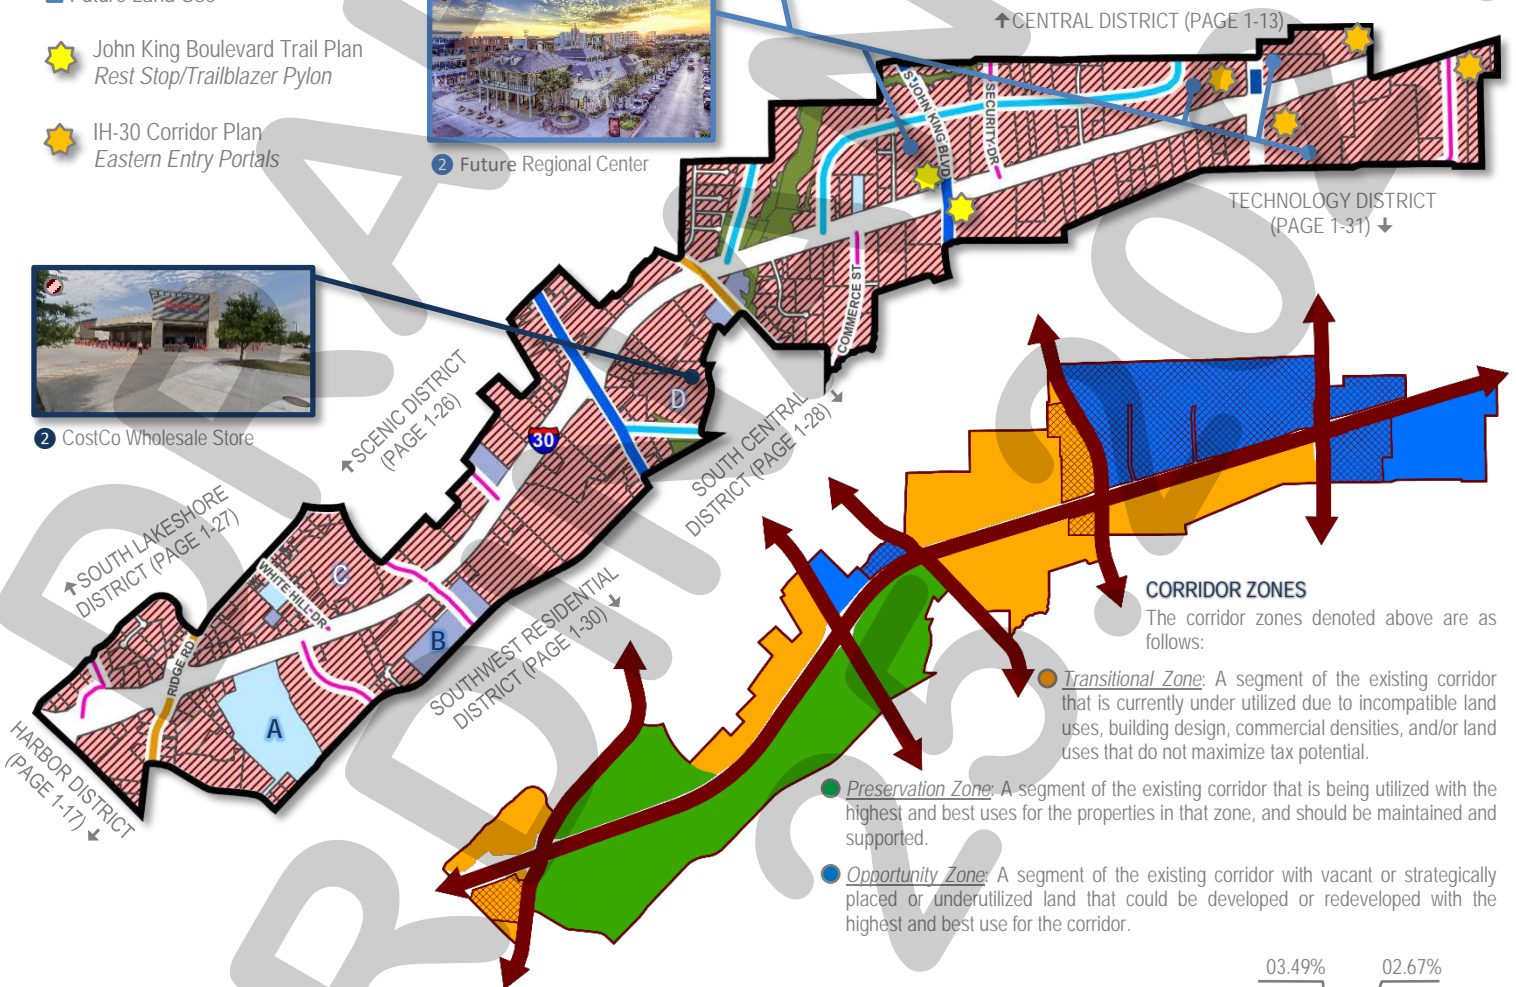 Future Land Use
John King Boulevard Trail Plan
Rest Stop/Trailblazer Pylon
IH-30 Corridor Plan
Eastern Entry Portals
2 Future Regional Center
CENTRAL DISTRICT (PAGE 1-13)
S JOHN KING BLVD
SECURITY DR
TECHNOLOGY DISTRICT
(PAGE 1-31)
COMMERCE ST
2 CostCo Wholesale Store
SCENIC DISTRICT
(PAGE 1-26)
30
D
SOUTH CENTRAL
DISTRICT (PAGE 1-28)
SOUTH LAKESHORE
DISTRICT (PAGE 1-27)
WHITE HILL DR
C
B
SOUTHWEST RESIDENTIAL
DISTRICT (PAGE 1-30)
RIDGE RD
A
HARBOR DISTRICT
(PAGE 1-17)
CORRIDOR ZONES
The corridor zones denoted above are as
follows:
Transitional Zone: A segment of the existing corridor
that is currently under utilized due to incompatible land
uses, building design, commercial densities, and/or land
uses that do not maximize tax potential.
Preservation Zone: A segment of the existing corridor that is being utilized with the
highest and best uses for the properties in that zone, and should be maintained and
supported.
Opportunity Zone: A segment of the existing corridor with vacant or strategically
placed or underutilized land that could be developed or redeveloped with the
highest and best use for the corridor.
03.49% 02.67%